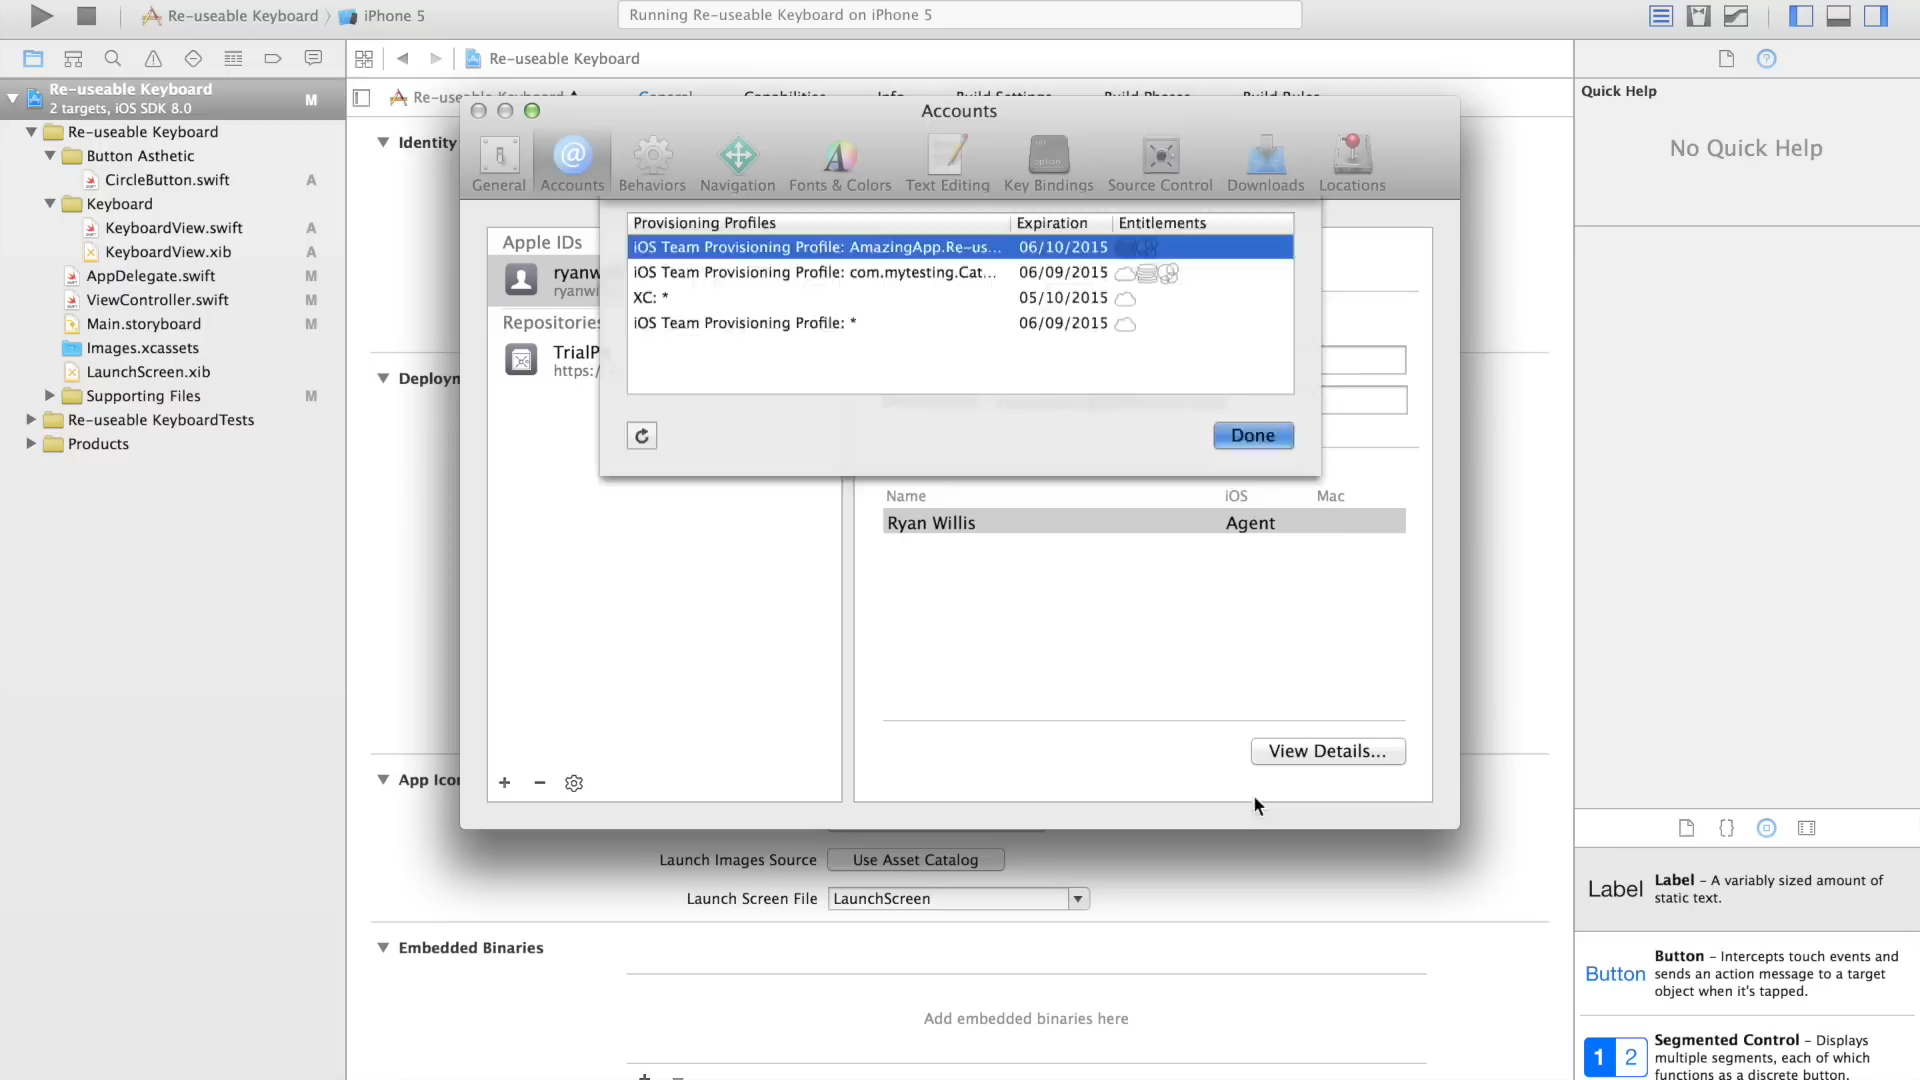 Re-useable Keyboard
iPhone 5
Running Re-useable Keyboard on iPhone 5
Re-useable Keyboard
2 targets, iOS SDK 8.0
M
Re-useable Keyboard
Button Asthetic
CircleButton.swift
A
Keyboard
KeyboardView.swift
A
KeyboardView.xib
A
AppDelegate.swift
M
ViewController.swift
M
Main.storyboard
M
Images.xcassets
LaunchScreen.xib
Supporting Files
M
Re-useable KeyboardTests
Products
Re-useable Keyboard
Identity
App Ico
Accounts
General
Accounts
Behaviors
Navigation
Fonts & Colors
Text Editing
Key Bindings
Source Control
Downloads
Locations
Apple IDs
ryanw
ryanwi
Repositories
TrialP
https:/
Provisioning Profiles
Expiration
Entitlements
iOS Team Provisioning Profile: AmazingApp.Re-us...
06/10/2015
iOS Team Provisioning Profile: com.mytesting.Cat...
06/09/2015
XC: *
05/10/2015
iOS Team Provisioning Profile: *
06/09/2015
Done
Name
iOS
Mac
Ryan Willis
Agent
View Details...
Launch Images Source
Use Asset Catalog
Launch Screen File
LaunchScreen
Embedded Binaries
Add embedded binaries here
Quick Help
No Quick Help
Label
Label – A variably sized amount of
static text.
Button
Button – Intercepts touch events and
sends an action message to a target
object when it's tapped.
1 2
Segmented Control – Displays
multiple segments, each of which
functions as a discrete button.